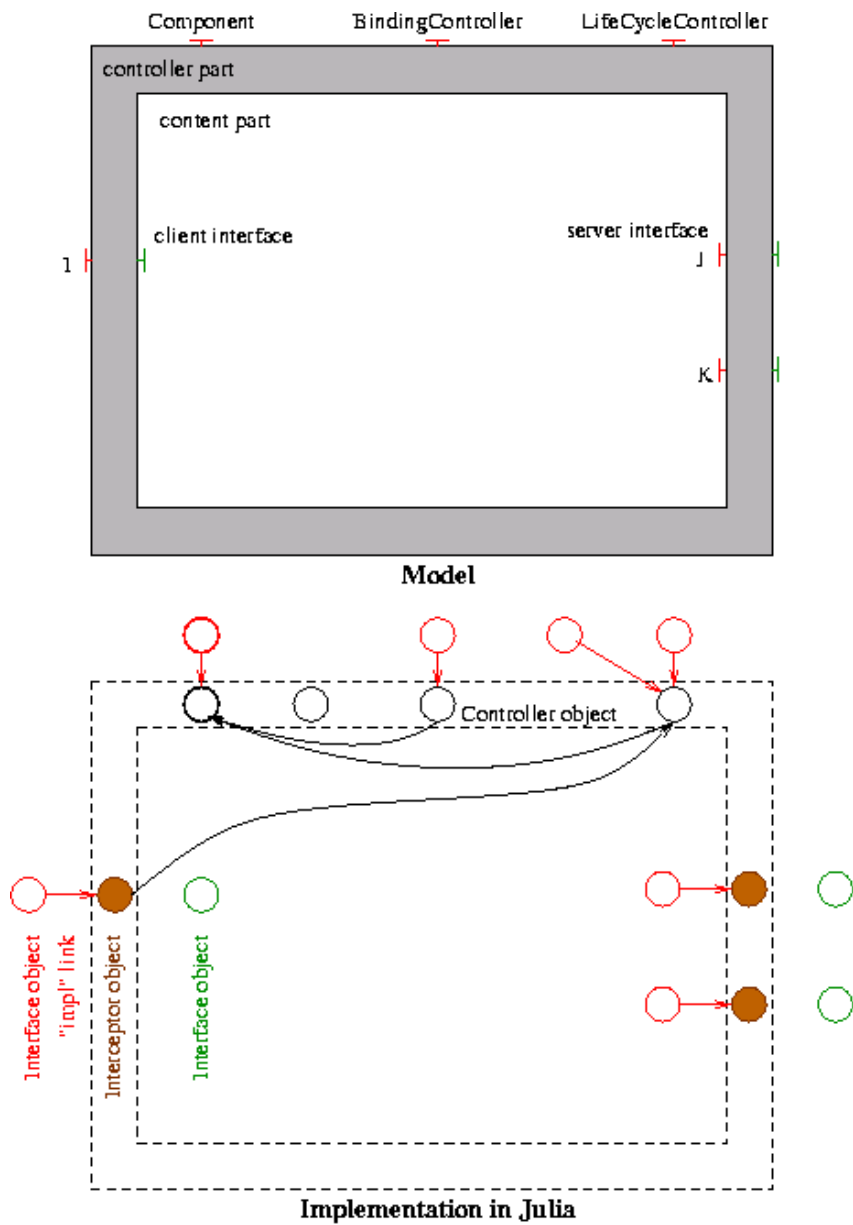 Component
BindingController
LifeCycleController
controller part
content part
client interface
server interface
I
J
K
Model
Controller object
Interface object
"impl" link
Interceptor object
Interface object
Implementation in Julia